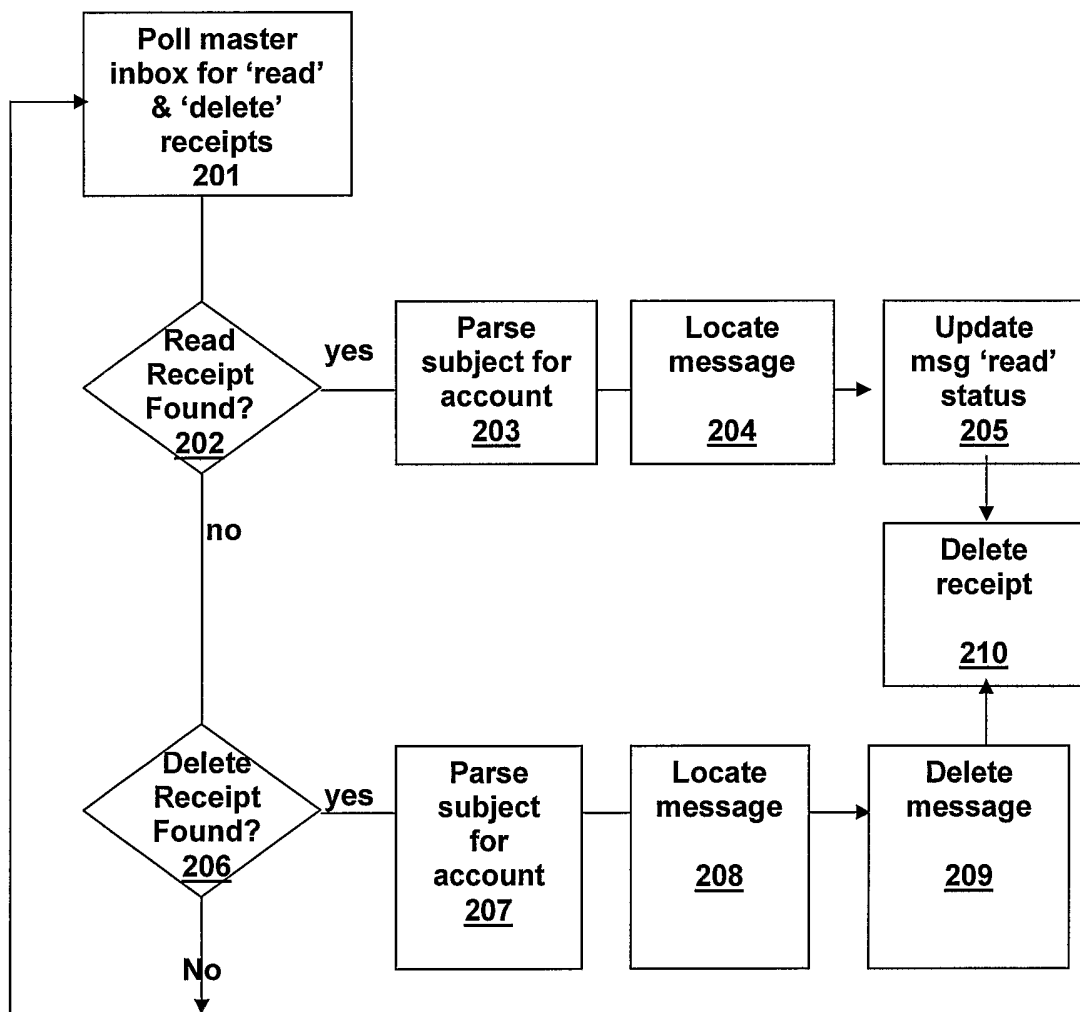 Poll master
inbox for ‘read’
& ‘delete’
receipts
201
Read
Receipt
Found?
202
yes
Parse
subject for
account
203
Locate
message
204
Update
msg ‘read’
status
205
no
Delete
receipt
210
Delete
Receipt
Found?
206
yes
Parse
subject
for
account
207
Locate
message
208
Delete
message
209
No